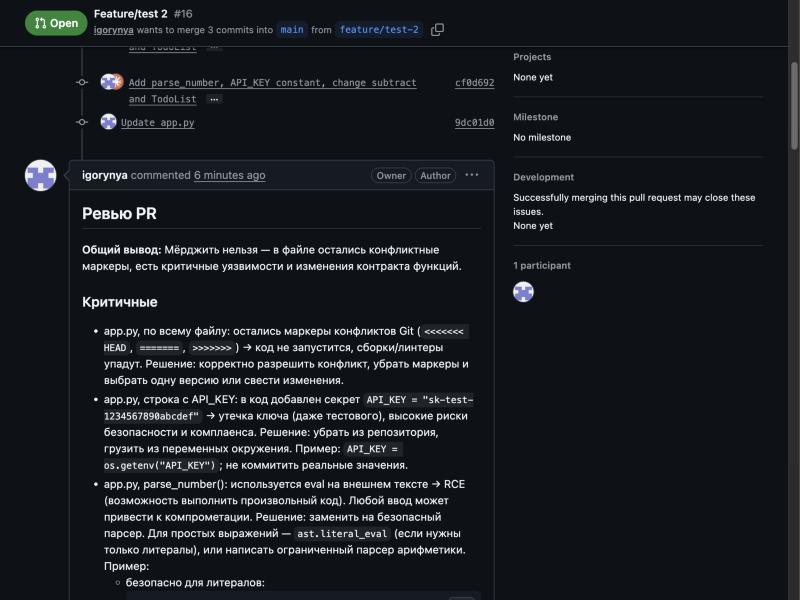 Open
Feature/test 2 #16
igorynya wants to merge 3 commits into main from feature/test-2
and TodoList ...
Add parse_number, API_KEY constant, change subtract
and TodoList ...
cf0d692
Update app.py
9dc01d0
igorynya commented 6 minutes ago
Owner
Author
...
Ревью PR
Общий вывод: Мёрджить нельзя — в файле остались конфликтные
маркеры, есть критичные уязвимости и изменения контракта функций.
Критичные
• app.py, по всему файлу: остались маркеры конфликтов Git ( <<<<<<<
HEAD , ======= , >>>>>>> ) → код не запустится, сборки/линтеры
упадут. Решение: корректно разрешить конфликт, убрать маркеры и
выбрать одну версию или свести изменения.
• app.py, строка с API_KEY: в код добавлен секрет API_KEY = "sk-test-
1234567890abcdef" → утечка ключа (даже тестового), высокие риски
безопасности и комплаенса. Решение: убрать из репозитория,
грузить из переменных окружения. Пример: API_KEY =
os.getenv("API_KEY") ; не коммитить реальные значения.
• app.py, parse_number(): используется eval на внешнем тексте → RCE
(возможность выполнить произвольный код). Любой ввод может
привести к компрометации. Решение: заменить на безопасный
парсер. Для простых выражений — ast.literal_eval (если нужны
только литералы), или написать ограниченный парсер арифметики.
Пример:
◦ безопасно для литералов:
Projects
None yet
Milestone
No milestone
Development
Successfully merging this pull request may close these
issues.
None yet
1 participant